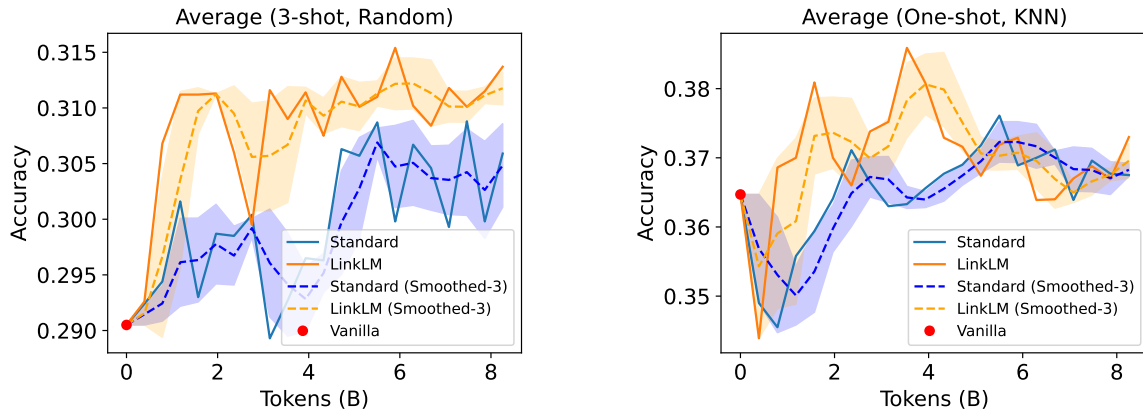 Average (3-shot, Random)
Accuracy
0.315
0.310
0.305
0.300
0.295
0.290
Standard
LinkLM
Standard (Smoothed-3)
LinkLM (Smoothed-3)
Vanilla
0 2 4 6 8
Tokens (B)
Average (One-shot, KNN)
Accuracy
0.38
0.37
0.36
0.35
Standard
LinkLM
Standard (Smoothed-3)
LinkLM (Smoothed-3)
Vanilla
0 2 4 6 8
Tokens (B)